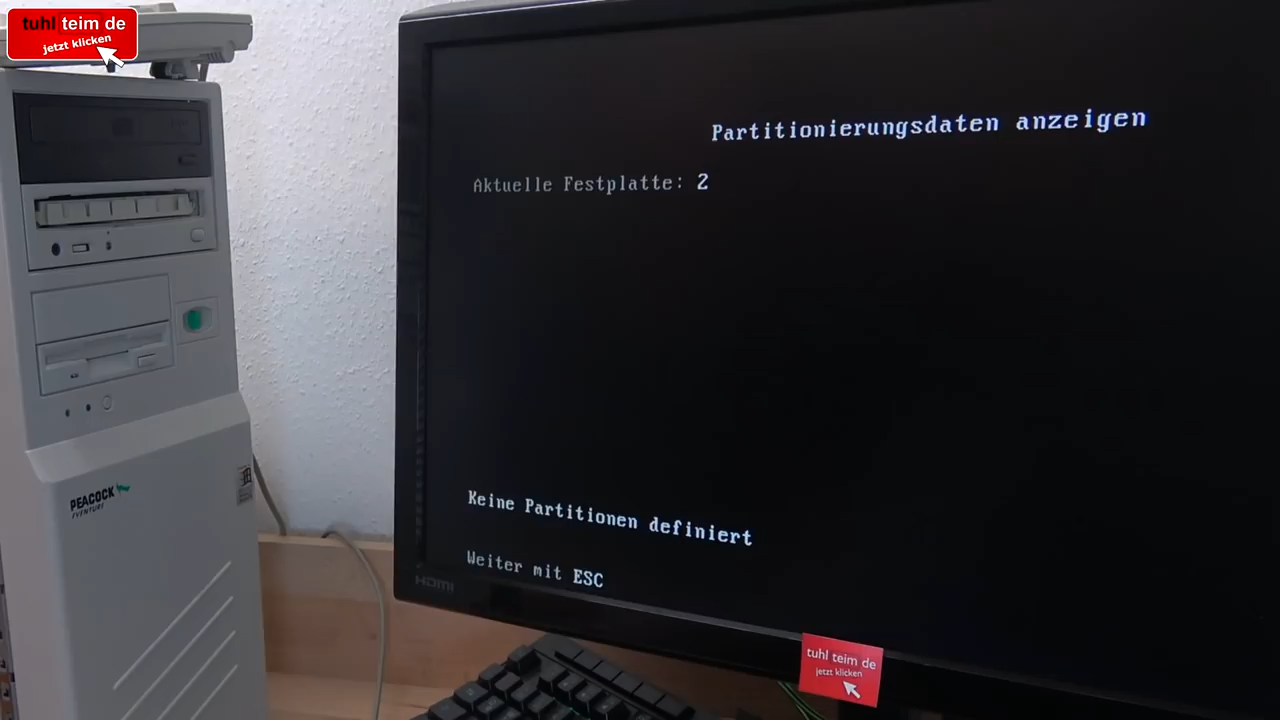 tuhl teim de
jetzt klicken
Partitionierungsdaten anzeigen
Aktuelle Festplatte: 2
PEACOCK
Keine Partitionen definiert
Weiter mit ESC
HDMI
tuhl teim de
jetzt klicken